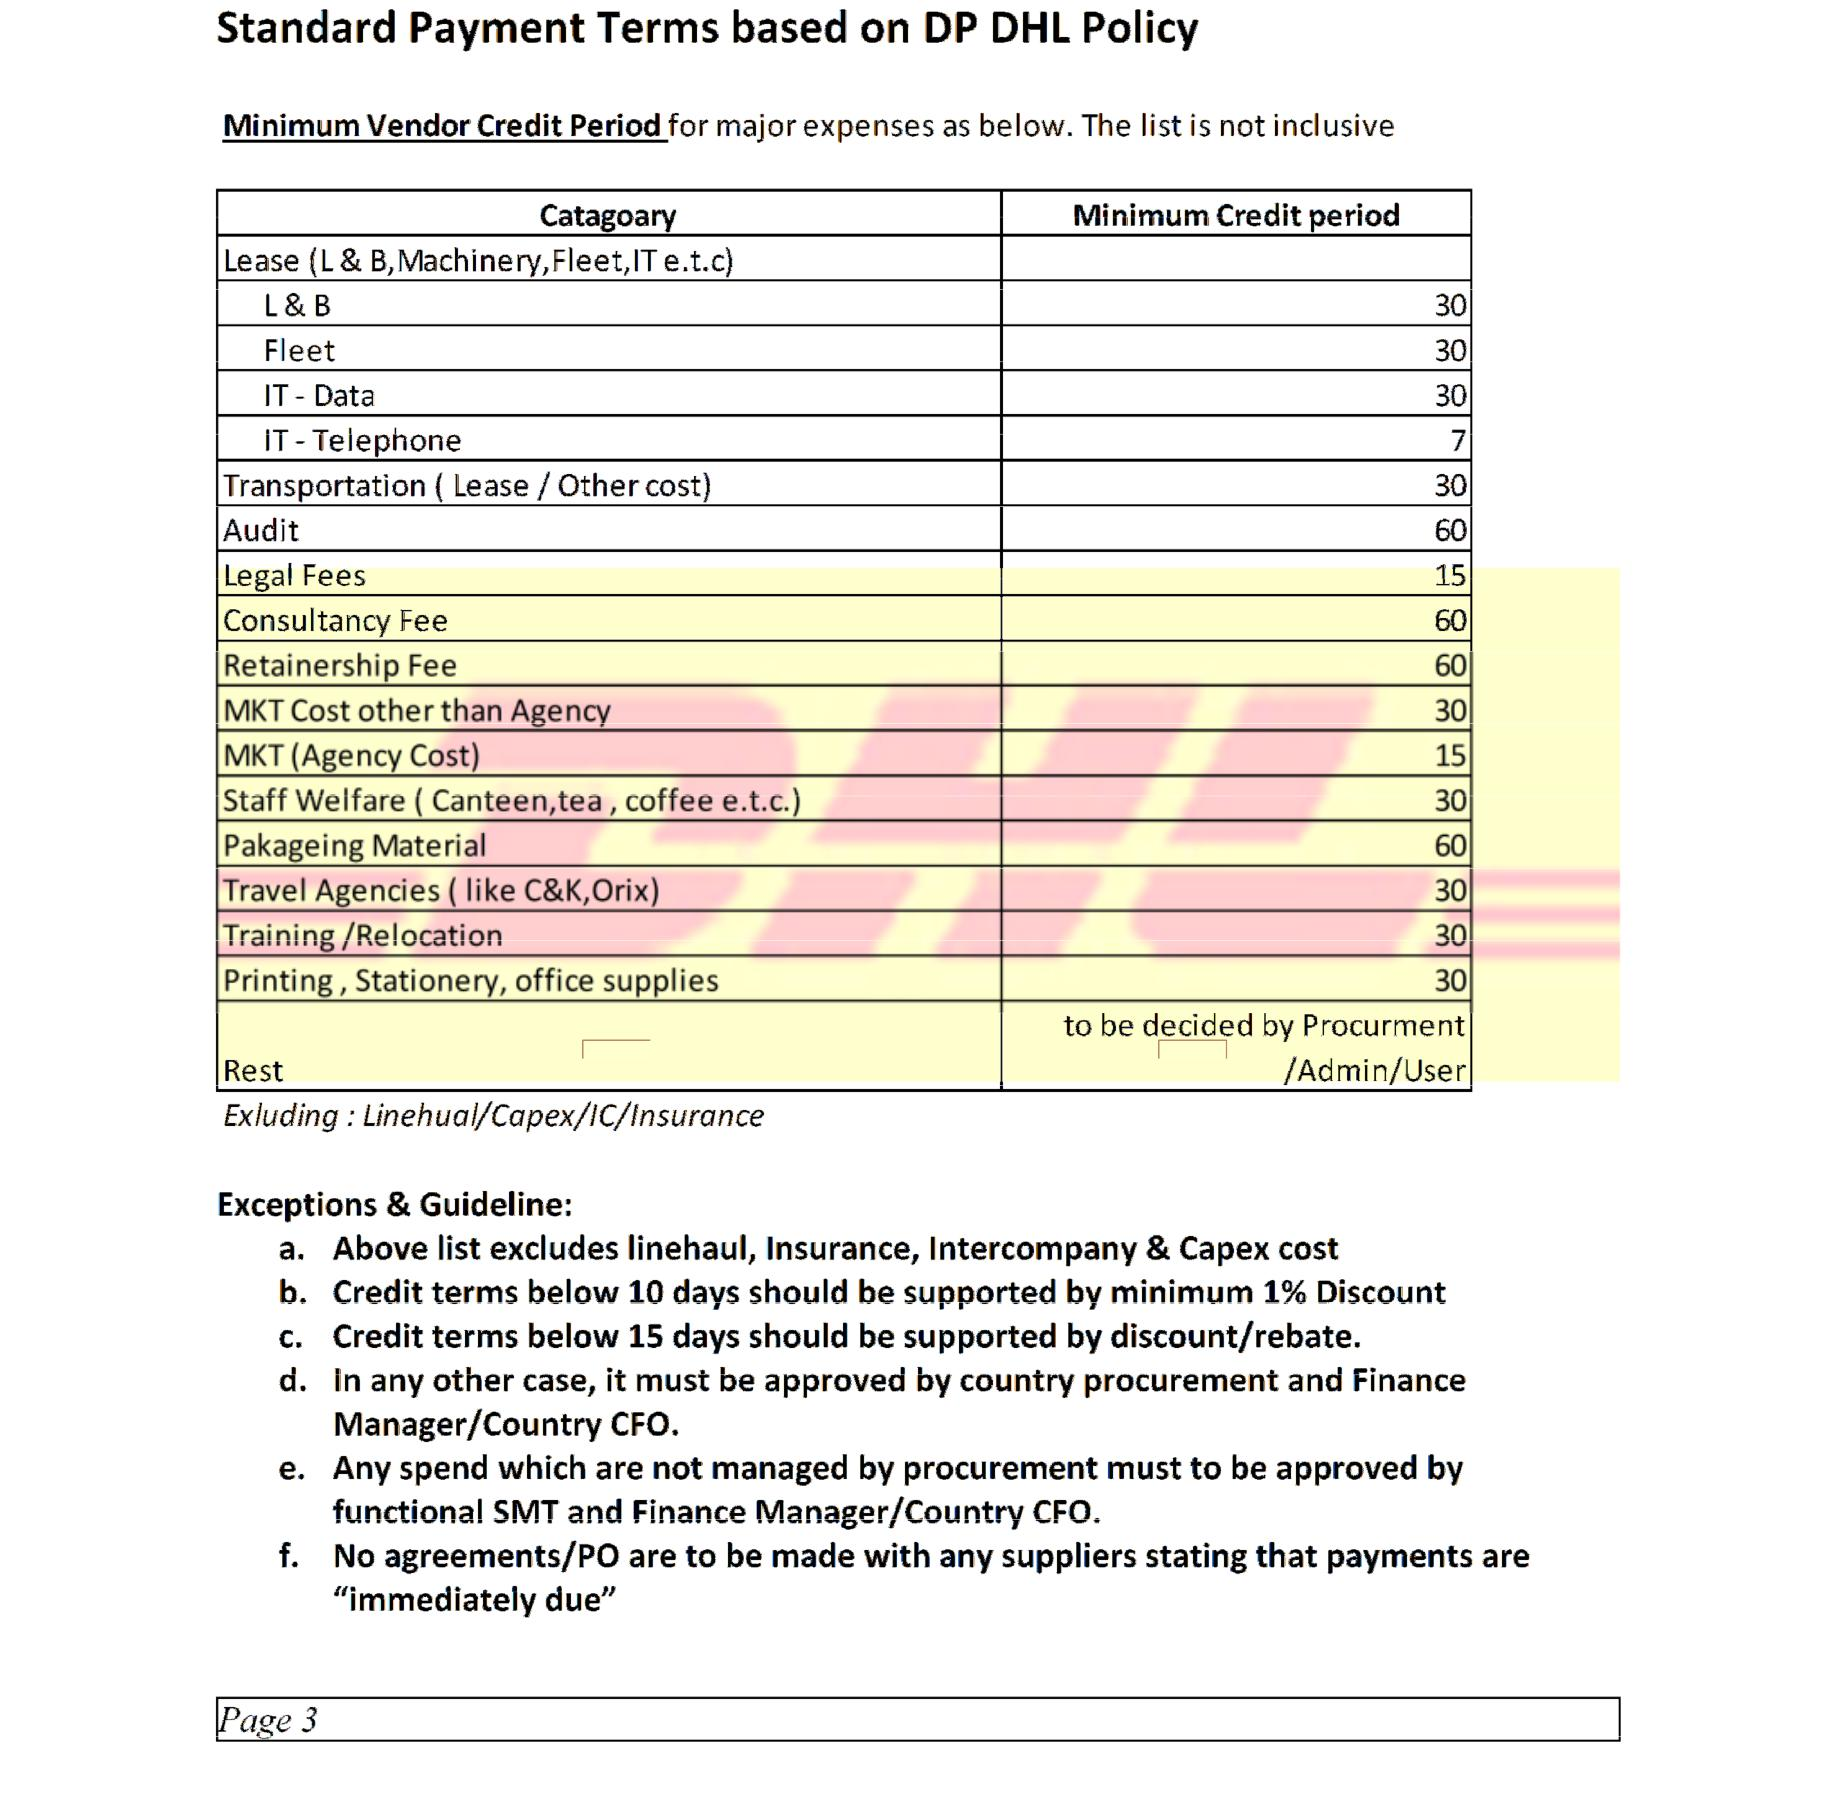 Standard Payment Terms based on DP DHL Policy
Minimum Vendor Credit Period for major expenses as below. The list is not inclusive
Catagoary Minimum Credit period
Lease (L & B,Machinery,Fleet,IT e.t.c)
L & B 30
Fleet 30
IT - Data 30
IT - Telephone 7
Transportation ( Lease / Other cost) 30
Audit 60
Legal Fees 15
Consultancy Fee 60
Retainership Fee 60
MKT Cost other than Agency 30
MKT (Agency Cost) 15
Staff Welfare ( Canteen,tea , coffee e.t.c.) 30
Pakageing Material 60
Travel Agencies ( like C&K,Orix) 30
Training /Relocation 30
Printing , Stationery, office supplies 30
to be decided by Procurment
Rest /Admin/User
Exluding : Linehual/Capex/IC/Insurance
Exceptions & Guideline:
a. Above list excludes linehaul, Insurance, Intercompany & Capex cost
b. Credit terms below 10 days should be supported by minimum 1% Discount
c. Credit terms below 15 days should be supported by discount/rebate.
d. In any other case, it must be approved by country procurement and Finance
Manager/Country CFO.
e. Any spend which are not managed by procurement must to be approved by
functional SMT and Finance Manager/Country CFO.
f. No agreements/PO are to be made with any suppliers stating that payments are
“immediately due”
Page 3
DHL